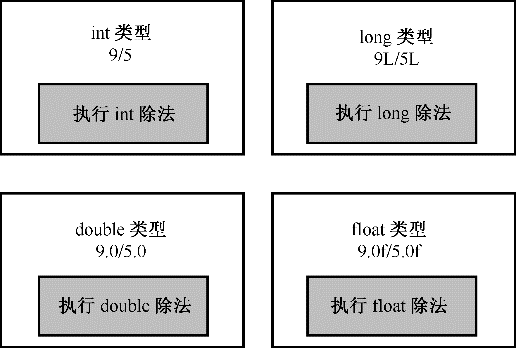 int 类型
9/5
执行 int 除法
long 类型
9L/5L
执行 long 除法
double 类型
9.0/5.0
执行 double 除法
float 类型
9.0f/5.0f
执行 float 除法